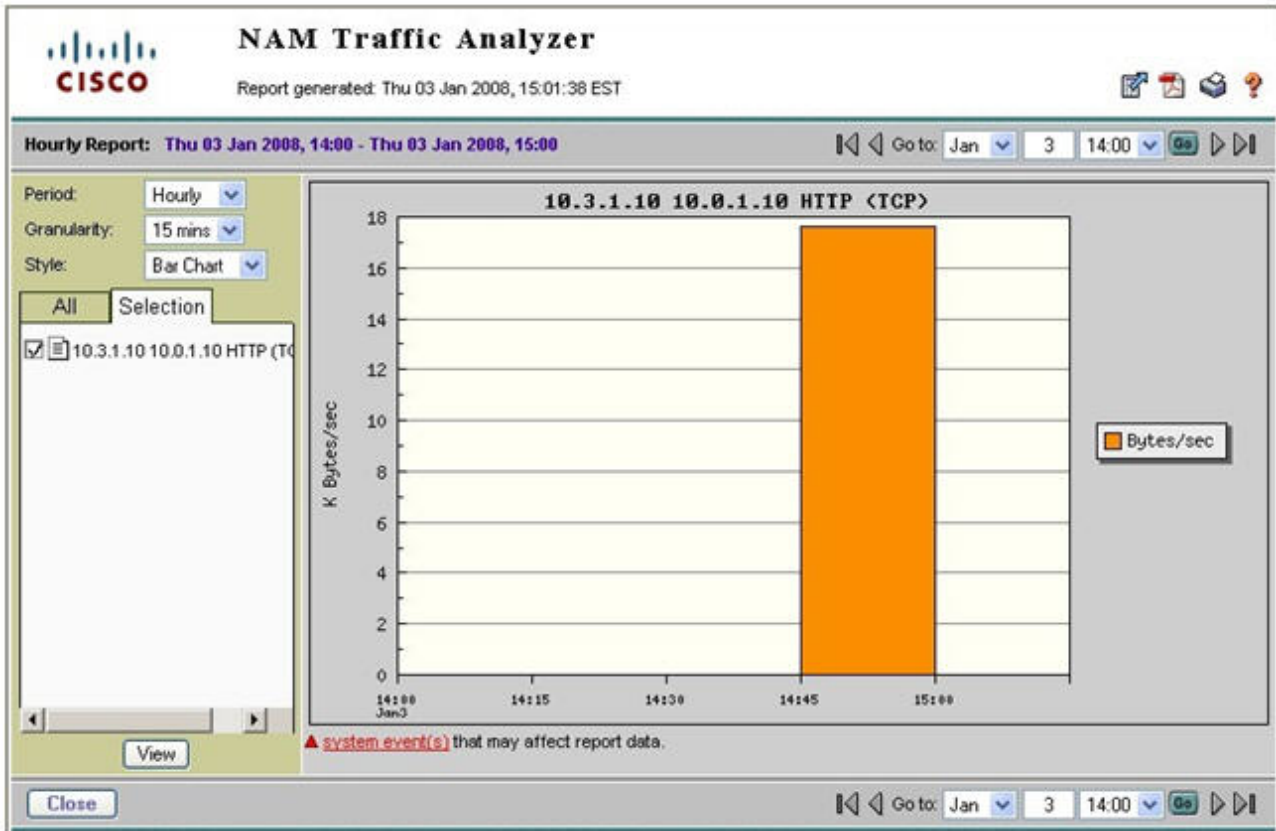 CISCO
NAM Traffic Analyzer
Report generated: Thu 03 Jan 2008, 15:01:38 EST
Hourly Report: Thu 03 Jan 2008, 14:00 - Thu 03 Jan 2008, 15:00
Go to: Jan 3 14:00 Go
Period: Hourly
Granularity: 15 mins
Style: Bar Chart
All Selection
10.3.1.10 10.0.1.10 HTTP (TC
View
10.3.1.10 10.0.1.10 HTTP (TCP)
K Bytes/sec
18
16
14
12
10
8
6
4
2
0
14:00 14:15 14:30 14:45 15:00
Jan3
Bytes/sec
system event(s) that may affect report data.
Close
Go to: Jan 3 14:00 Go